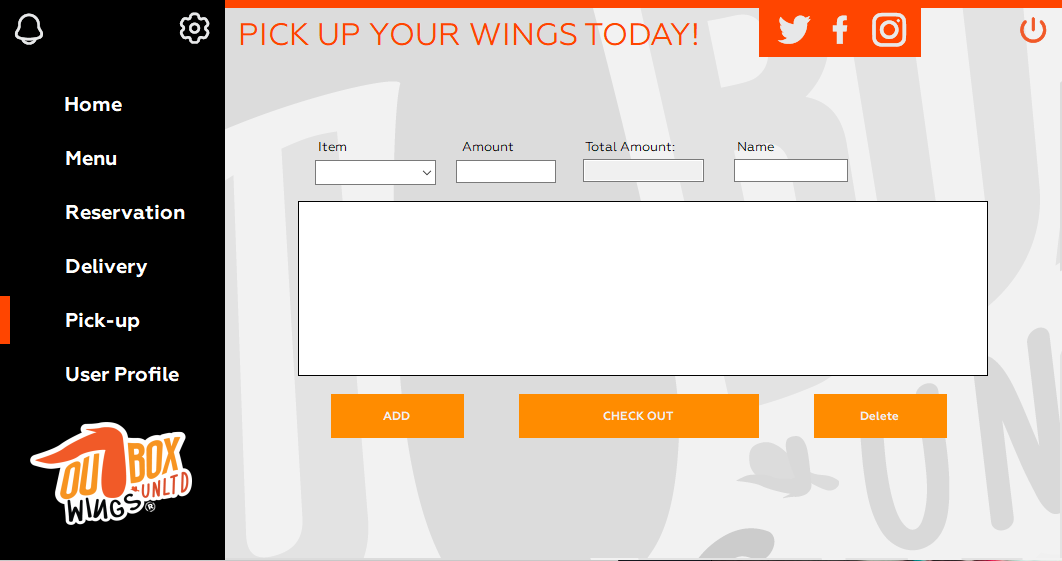 PICK UP YOUR WINGS TODAY!
Home
Menu
Reservation
Delivery
Pick-up
User Profile
OUTBOX
UNLTD
WINGS®
Item
Amount
Total Amount:
Name
ADD
CHECK OUT
Delete